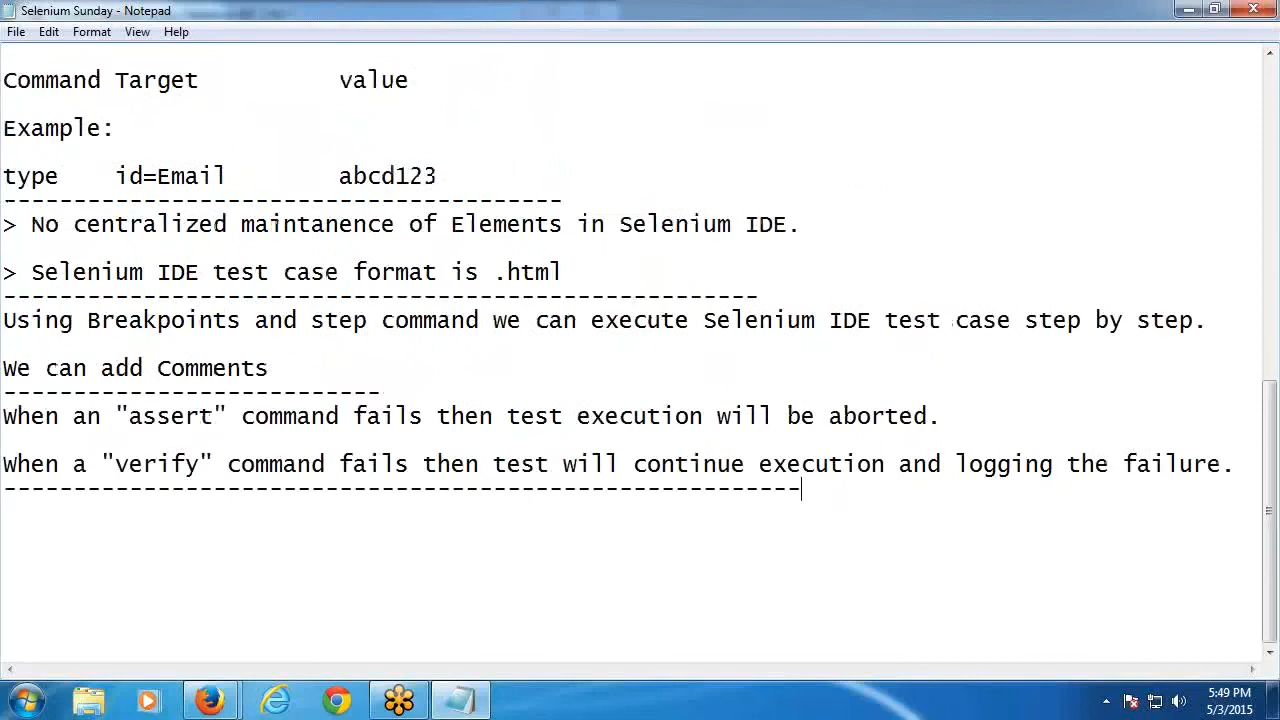 Selenium Sunday - Notepad
File Edit Format View Help
Command Target value
Example:
type id=Email abcd123
----------------------------------------
> No centralized maintanence of Elements in Selenium IDE.
> Selenium IDE test case format is .html
------------------------------------------------------
Using Breakpoints and step command we can execute Selenium IDE test case step by step.
We can add Comments
---------------------------
When an "assert" command fails then test execution will be aborted.
When a "verify" command fails then test will continue execution and logging the failure.
---------------------------------------------------------
5:49 PM
5/3/2015